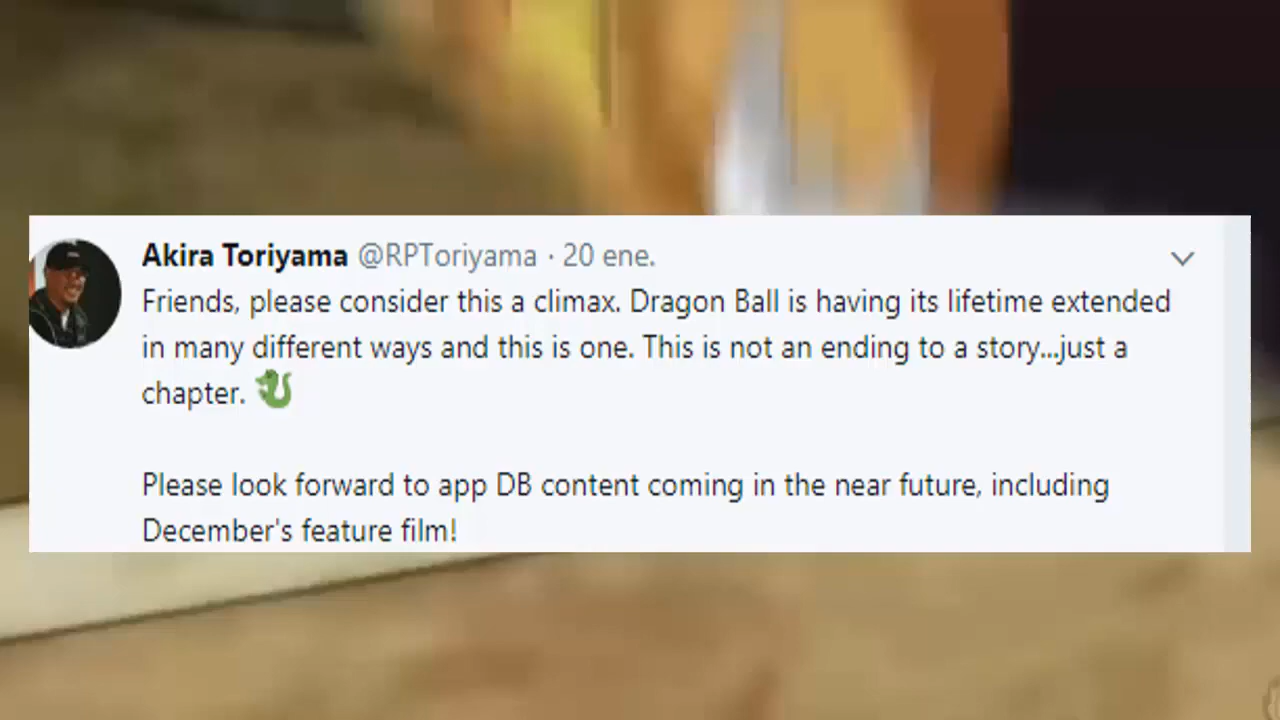 Akira Toriyama @RPToriyama · 20 ene.
Friends, please consider this a climax. Dragon Ball is having its lifetime extended
in many different ways and this is one. This is not an ending to a story...just a
chapter. 🐉
Please look forward to app DB content coming in the near future, including
December's feature film!